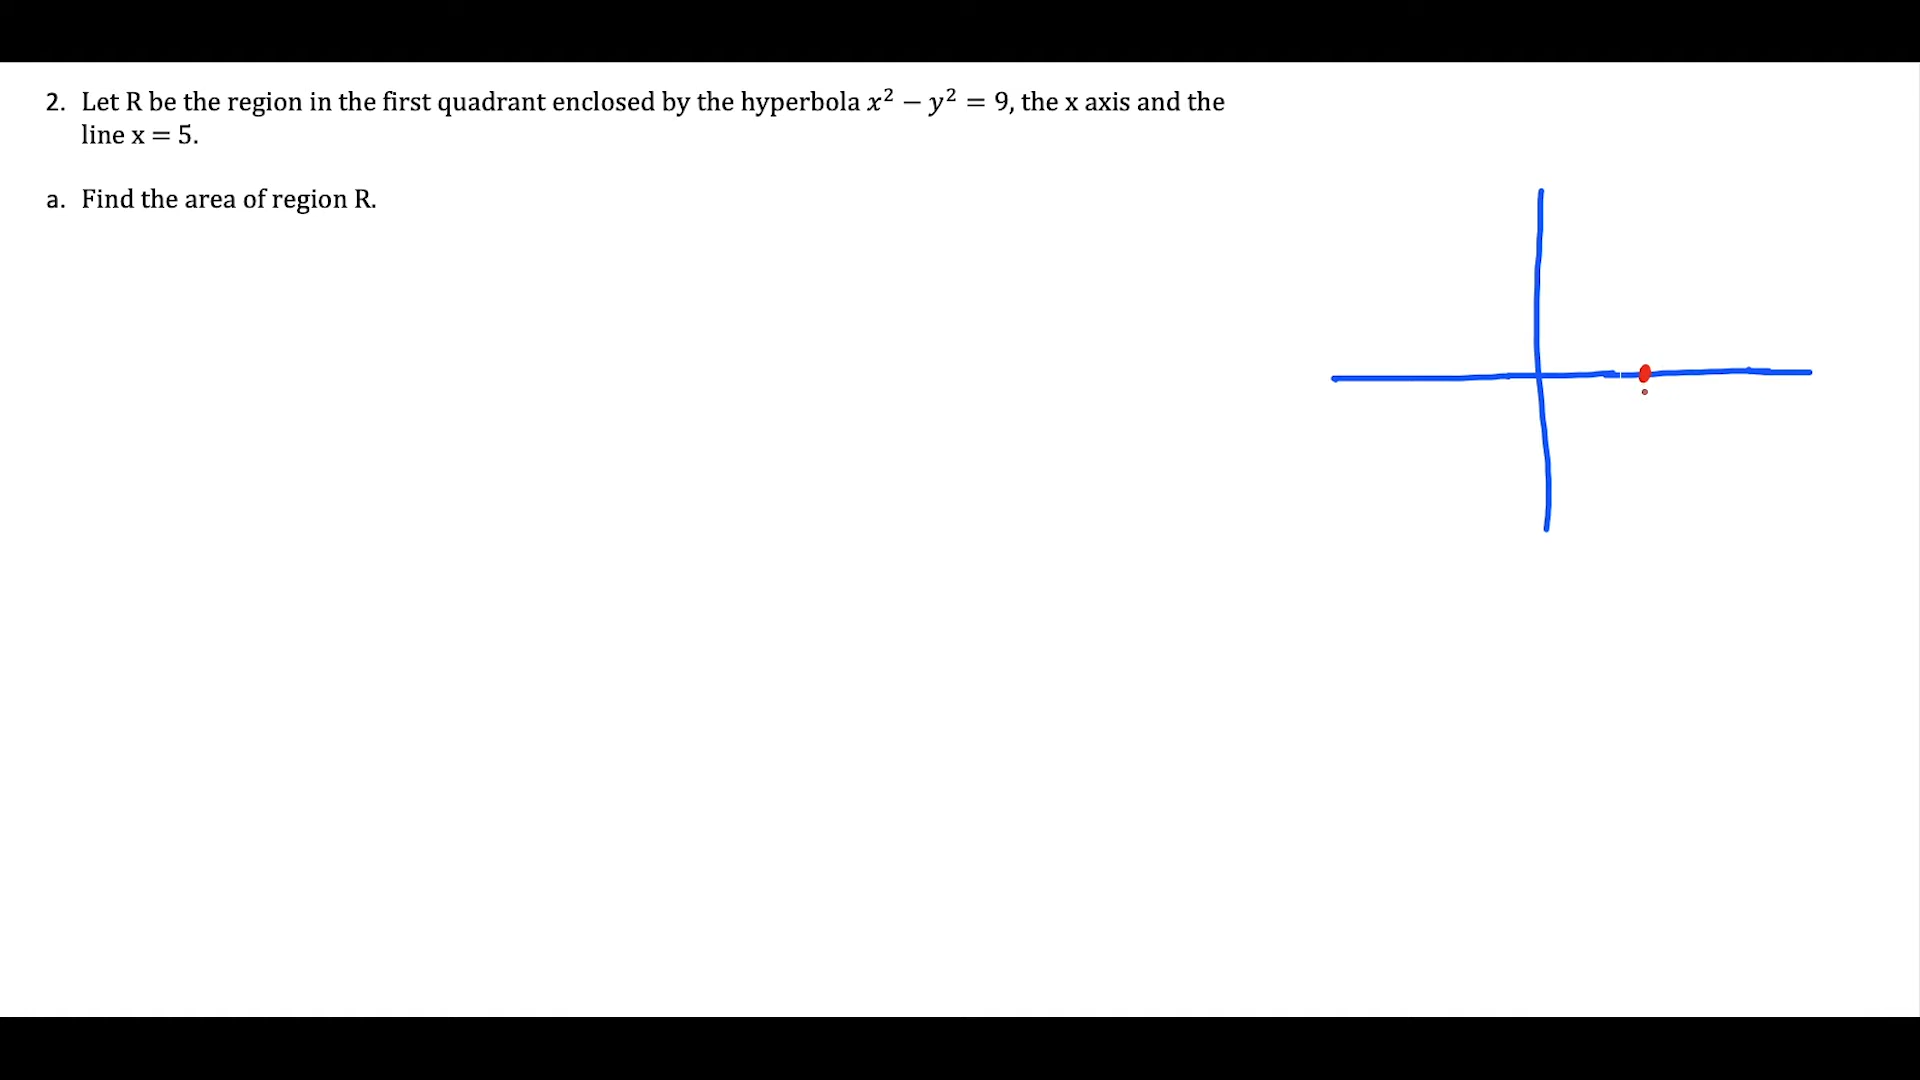 2. Let R be the region in the first quadrant enclosed by the hyperbola x² − y² = 9, the x axis and the
line x = 5.
a. Find the area of region R.